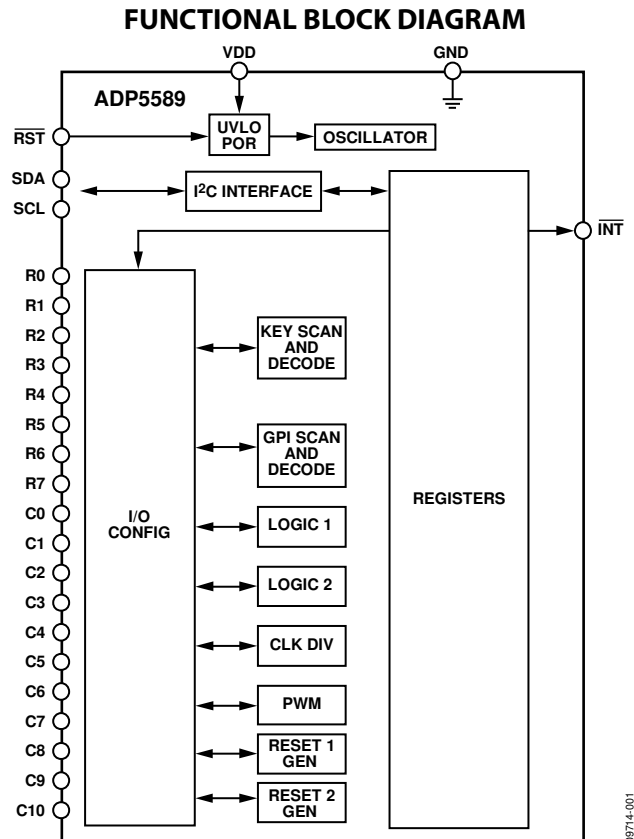 FUNCTIONAL BLOCK DIAGRAM
VDD
GND
ADP5589
RST
UVLO
POR
OSCILLATOR
SDA
I2C INTERFACE
SCL
INT
R0
R1
R2
R3
R4
R5
R6
R7
C0
C1
C2
C3
C4
C5
C6
C7
C8
C9
C10
I/O
CONFIG
KEY SCAN
AND
DECODE
GPI SCAN
AND
DECODE
LOGIC 1
LOGIC 2
CLK DIV
PWM
RESET 1
GEN
RESET 2
GEN
REGISTERS
09714-001